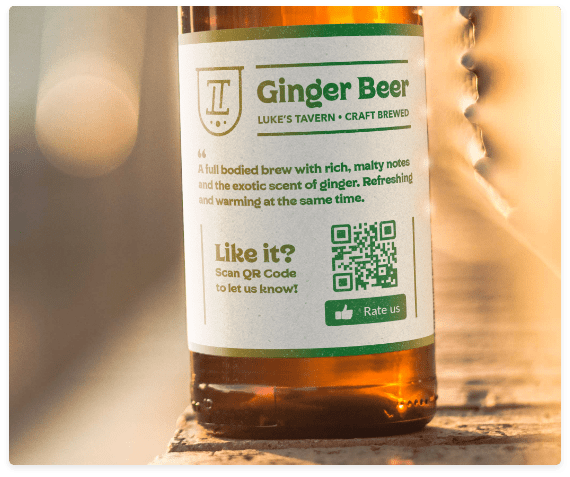 Ginger Beer
LUKE'S TAVERN • CRAFT BREWED
“
A full bodied brew with rich, malty notes
and the exotic scent of ginger. Refreshing
and warming at the same time.
Like it?
Scan QR Code
to let us know!
Rate us